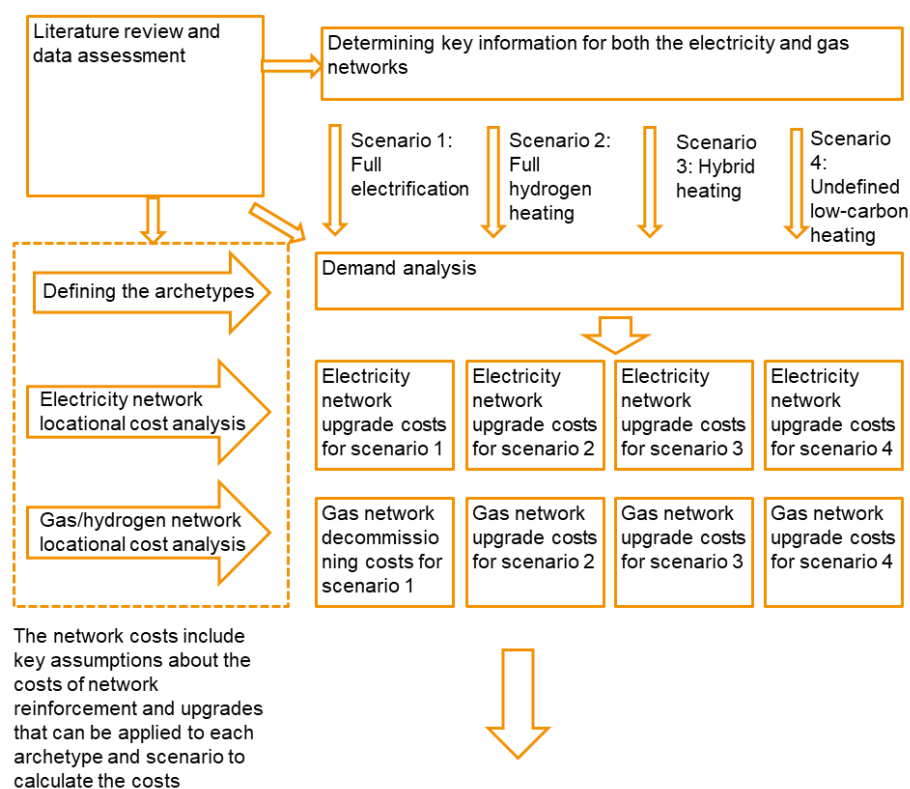 Literature review and
data assessment
Determining key information for both the electricity and gas
networks
Scenario 1:
Full
electrification
Scenario 2:
Full
hydrogen
heating
Scenario
3: Hybrid
heating
Scenario
4:
Undefined
low-carbon
heating
Defining the archetypes
Demand analysis
Electricity network
locational cost analysis
Electricity
network
upgrade costs
for scenario 1
Electricity
network
upgrade costs
for scenario 2
Electricity
network
upgrade costs
for scenario 3
Electricity
network
upgrade costs
for scenario 4
Gas/hydrogen network
locational cost analysis
Gas network
decommissio
ning costs for
scenario 1
Gas network
upgrade costs
for scenario 2
Gas network
upgrade costs
for scenario 3
Gas network
upgrade costs
for scenario 4
The network costs include
key assumptions about the
costs of network
reinforcement and upgrades
that can be applied to each
archetype and scenario to
calculate the costs